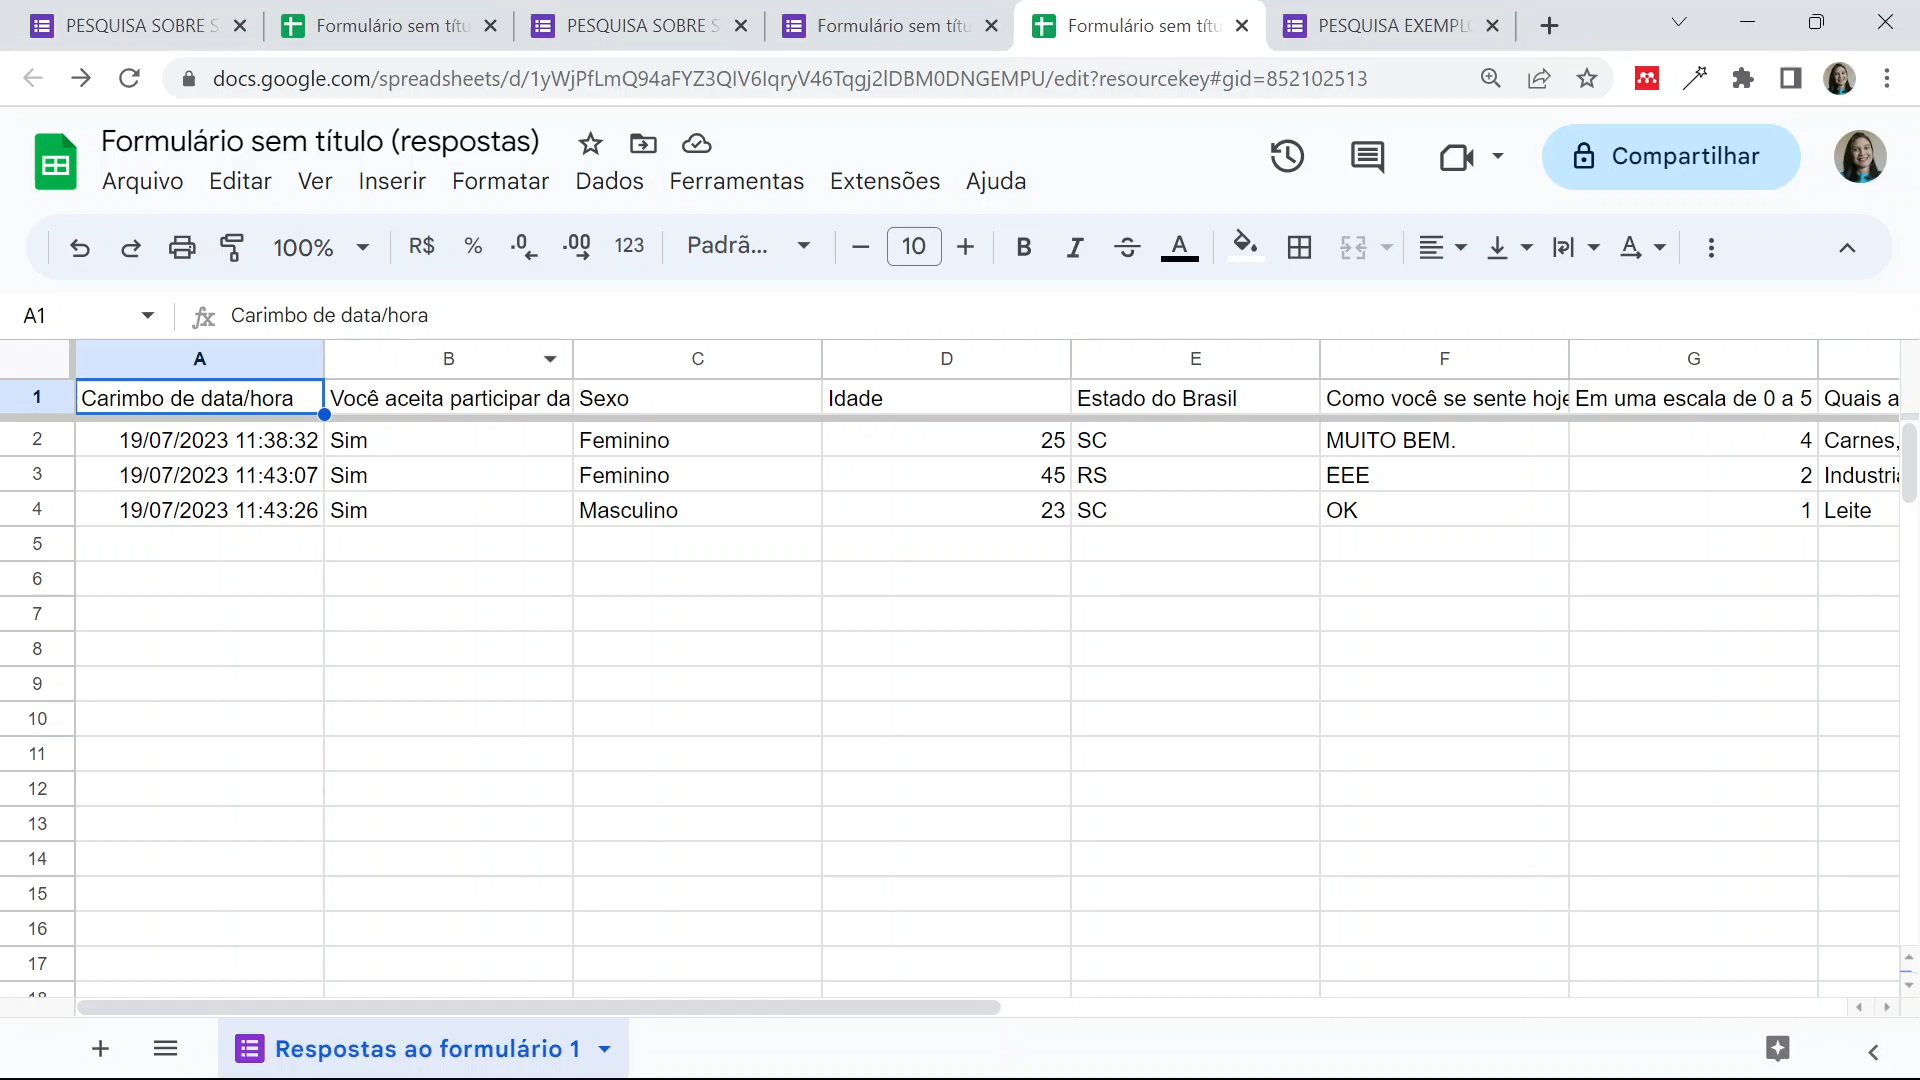 PESQUISA SOBRE S
Formulário sem títu
PESQUISA SOBRE S
Formulário sem títu
Formulário sem títu
PESQUISA EXEMPL
docs.google.com/spreadsheets/d/1yWjPfLmQ94aFYZ3QIV6IqryV46Tqgj2IDBM0DNGEMPU/edit?resourcekey#gid=852102513
Formulário sem título (respostas)
Compartilhar
Arquivo Editar Ver Inserir Formatar Dados Ferramentas Extensões Ajuda
100% R$ % .0 .00 123 Padrã... 10 B I A A
A1 fx Carimbo de data/hora
A B C D E F G
1 Carimbo de data/hora Você aceita participar da Sexo Idade Estado do Brasil Como você se sente hoje Em uma escala de 0 a 5 Quais a
2 19/07/2023 11:38:32 Sim Feminino 25 SC MUITO BEM. 4 Carnes,
3 19/07/2023 11:43:07 Sim Feminino 45 RS EEE 2 Industria
4 19/07/2023 11:43:26 Sim Masculino 23 SC OK 1 Leite
5
6
7
8
9
10
11
12
13
14
15
16
17
18
Respostas ao formulário 1